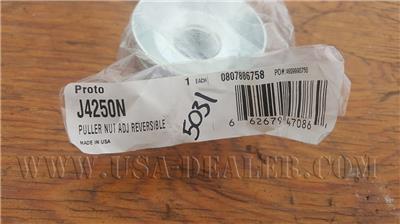 Proto
1 EACH 0807886758
J4250N
PULLER NUT ADJ REVERSIBLE
MADE IN USA
5031
6 62679 47086
WWW.USA-DEALER.COM